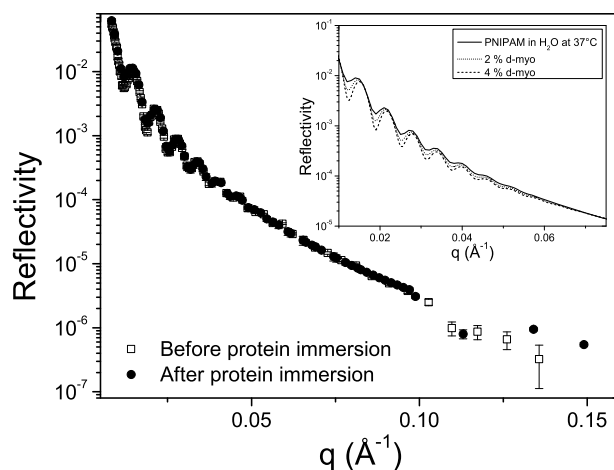 Reflectivity
10⁻²
10⁻³
10⁻⁴
10⁻⁵
10⁻⁶
10⁻⁷
0.05
0.10
0.15
q (Å⁻¹)
Before protein immersion
After protein immersion
Reflectivity
10⁻¹
10⁻²
10⁻³
10⁻⁴
10⁻⁵
0.02
0.04
0.06
q (Å⁻¹)
PNIPAM in H₂O at 37°C
2 % d-myo
4 % d-myo